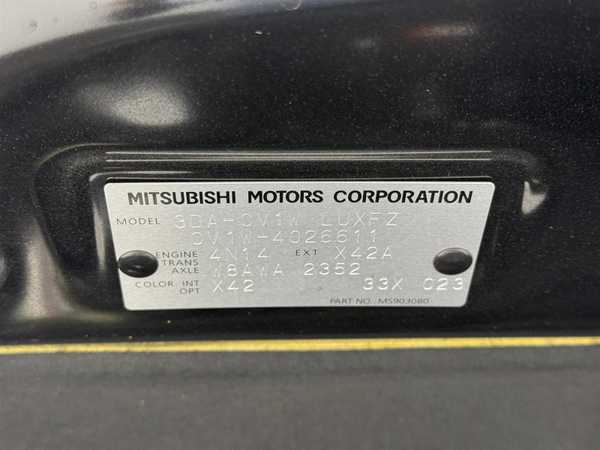 MITSUBISHI MOTORS CORPORATION
MODEL 3DA-CV1W LUXFZ
CV1W-4026611
ENGINE 4N14 EXT X42A
TRANS AXLE W8AWA 2352
COLOR INT OPT X42 33X C23
PART NO. MS903080